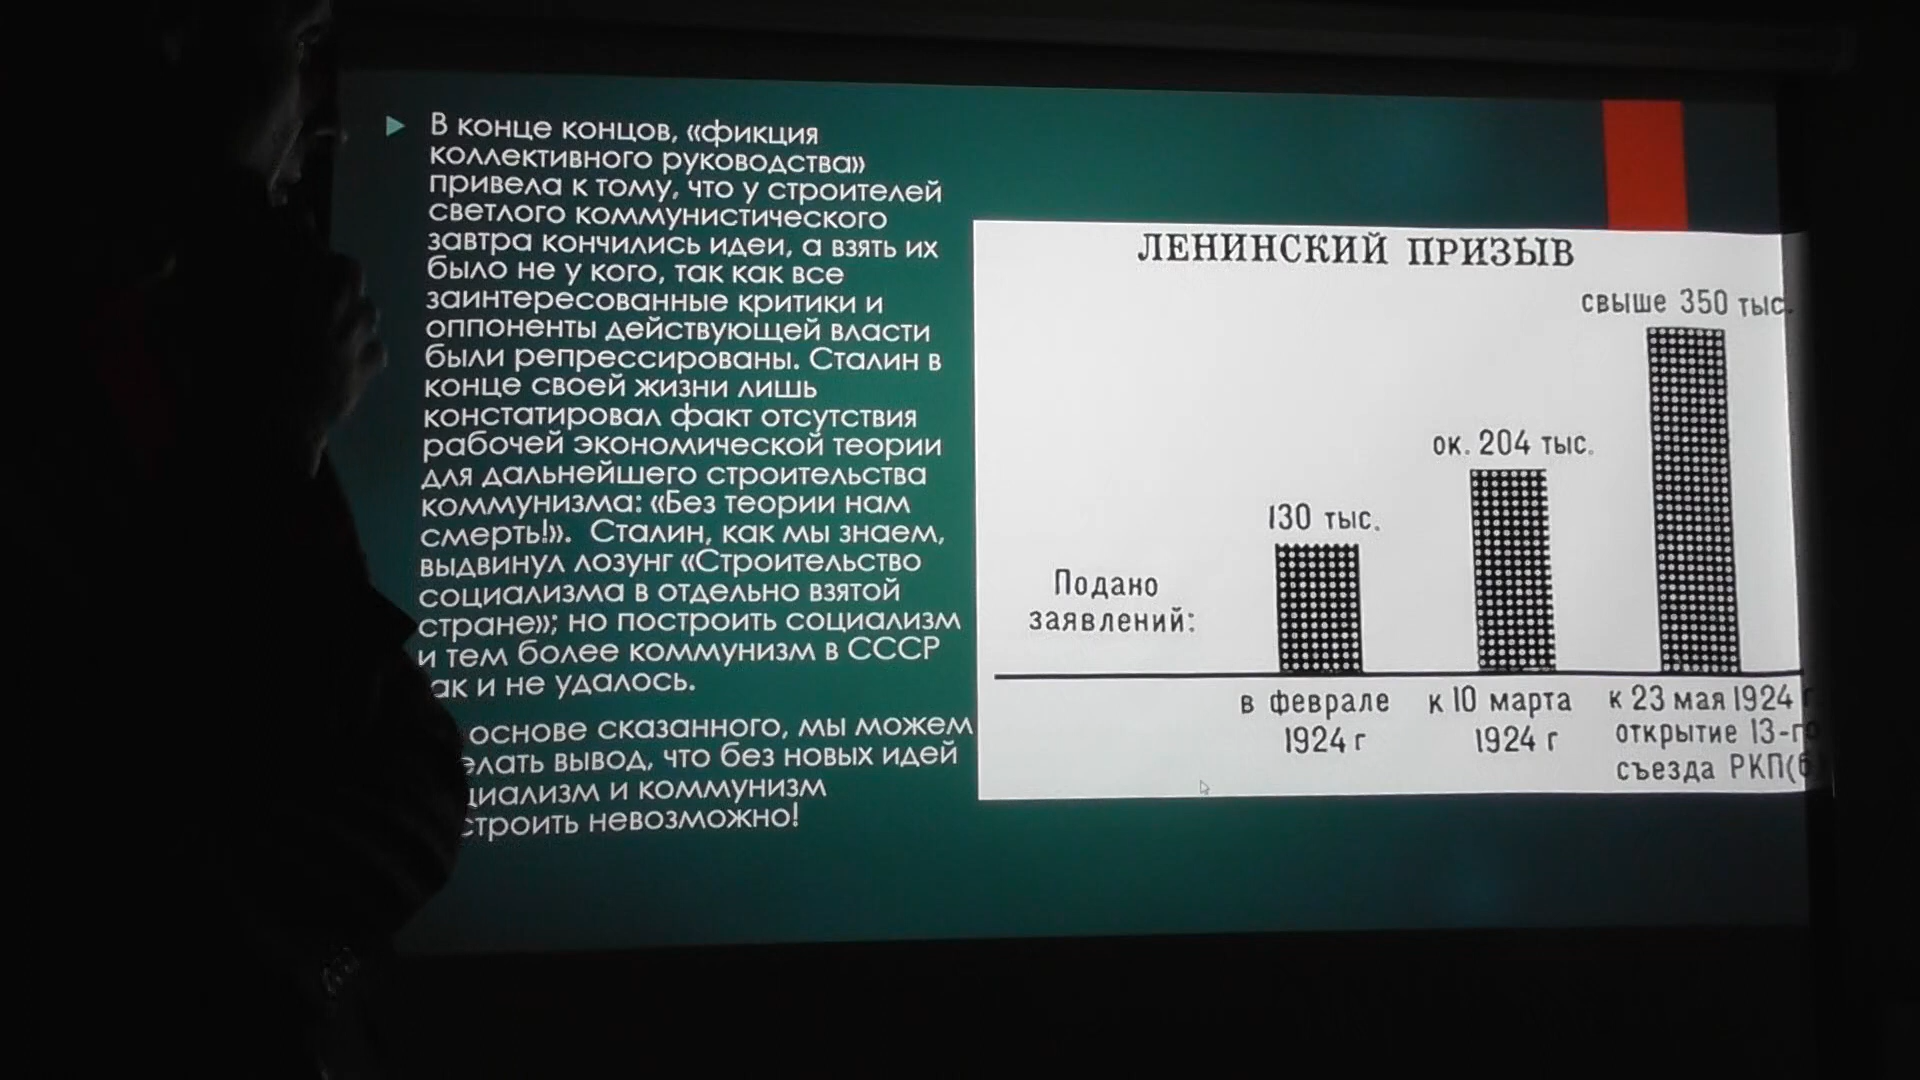 В конце концов, «фикция
коллективного руководства»
привела к тому, что у строителей
светлого коммунистического
завтра кончились идеи, а взять их
было не у кого, так как все
заинтересованные критики и
оппоненты действующей власти
были репрессированы. Сталин в
конце своей жизни лишь
констатировал факт отсутствия
рабочей экономической теории
для дальнейшего строительства
коммунизма: «Без теории нам
смерть!». Сталин, как мы знаем,
выдвинул лозунг «Строительство
социализма в отдельно взятой
стране»; но построить социализм
и тем более коммунизм в СССР
и не удалось.
основе сказанного, мы можем
вывод, что без новых идей
и коммунизм
невозможно!
ЛЕНИНСКИЙ ПРИЗЫВ
свыше 350 тыс.
ок. 204 тыс.
130 тыс.
Подано
заявлений:
в феврале
1924 г
к 10 марта
1924 г
к 23 мая 1924 г
открытие 13-го
съезда РКП(б